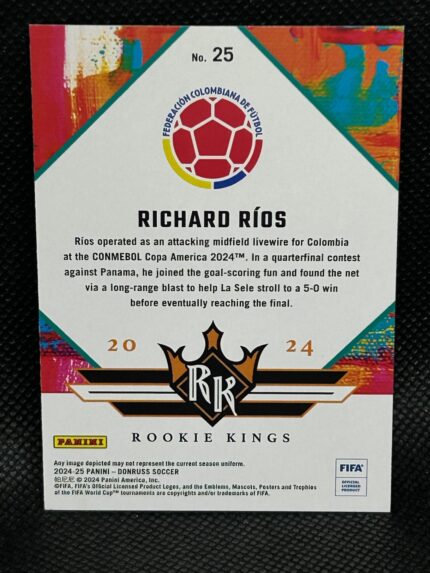 No. 25
FEDERACIÓN COLOMBIANA DE FÚTBOL
RICHARD RÍOS
Ríos operated as an attacking midfield livewire for Colombia
at the CONMEBOL Copa America 2024™. In a quarterfinal contest
against Panama, he joined the goal-scoring fun and found the net
via a long-range blast to help La Sele stroll to a 5-0 win
before eventually reaching the final.
20 24
RK
ROOKIE KINGS
PANINI
Any image depicted may not represent the current season uniform.
2024-25 PANINI – DONRUSS SOCCER
帕尼尼 © 2024 Panini America, Inc.
©FIFA, FIFA's Official Licensed Product Logos, and the Emblems, Mascots, Posters and Trophies
of the FIFA World Cup™ tournaments are copyrights and/or trademarks of FIFA.
FIFA
OFFICIAL
LICENSED
PRODUCT